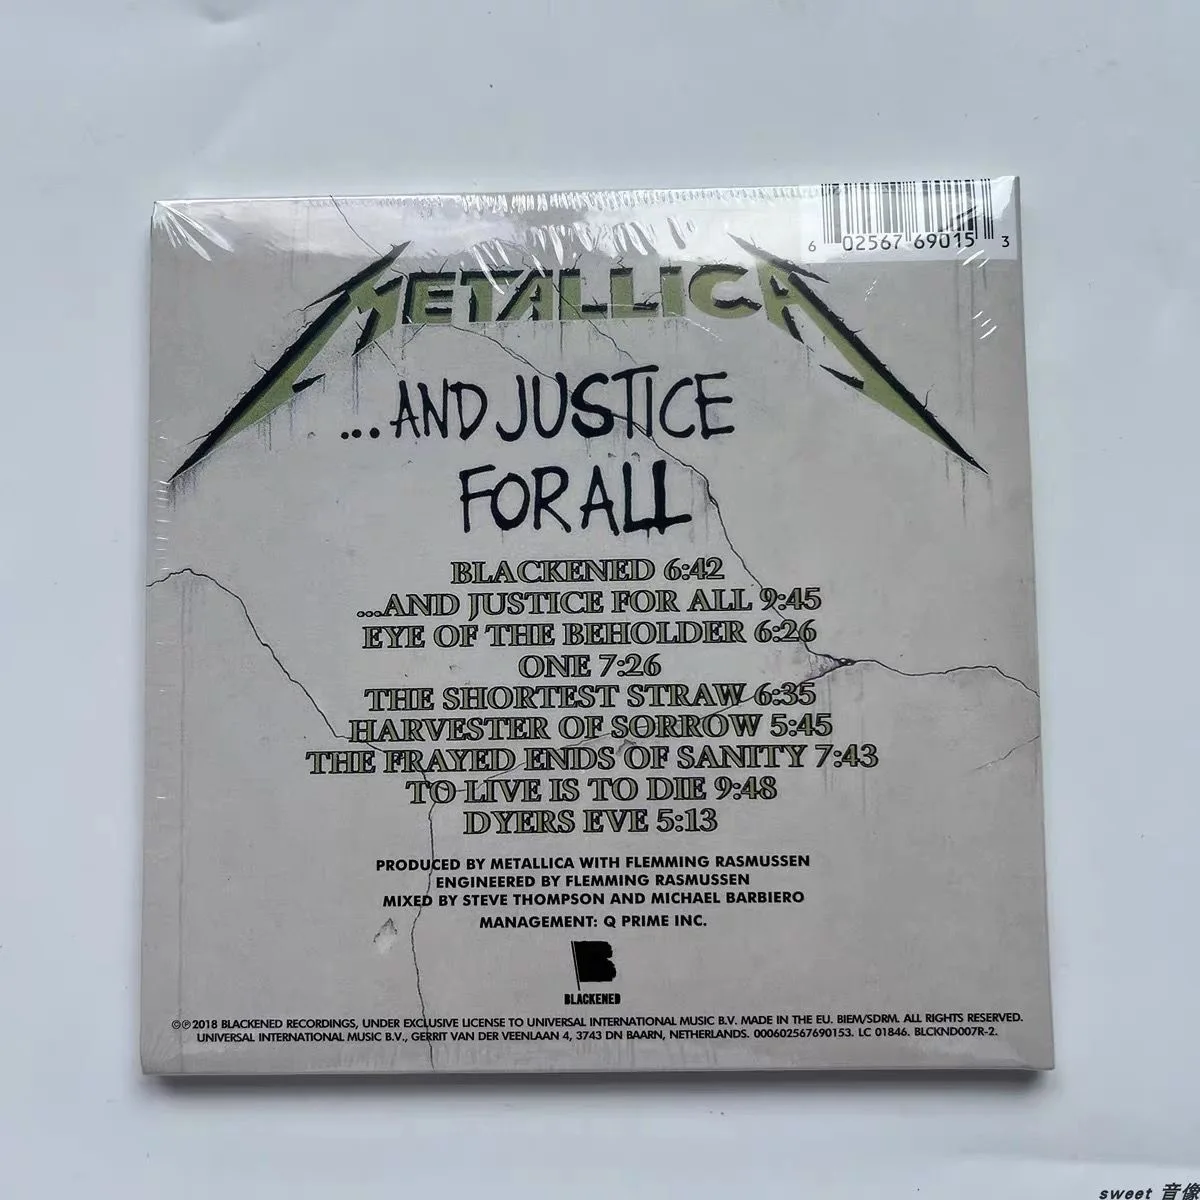 6 02567 69015 3
METALLICA
...AND JUSTICE
FOR ALL
BLACKENED 6:42
...AND JUSTICE FOR ALL 9:45
EYE OF THE BEHOLDER 6:26
ONE 7:26
THE SHORTEST STRAW 6:35
HARVESTER OF SORROW 5:45
THE FRAYED ENDS OF SANITY 7:43
TO LIVE IS TO DIE 9:48
DYERS EVE 5:13
PRODUCED BY METALLICA WITH FLEMMING RASMUSSEN
ENGINEERED BY FLEMMING RASMUSSEN
MIXED BY STEVE THOMPSON AND MICHAEL BARBIERO
MANAGEMENT: Q PRIME INC.
B
BLACKENED
©℗2018 BLACKENED RECORDINGS, UNDER EXCLUSIVE LICENSE TO UNIVERSAL INTERNATIONAL MUSIC B.V. MADE IN THE EU. BIEM/SDRM. ALL RIGHTS RESERVED.
UNIVERSAL INTERNATIONAL MUSIC B.V., GERRIT VAN DER VEENLAAN 4, 3743 DN BAARN, NETHERLANDS. 000602567690153. LC 01846. BLCKND007R-2.
sweet 音像